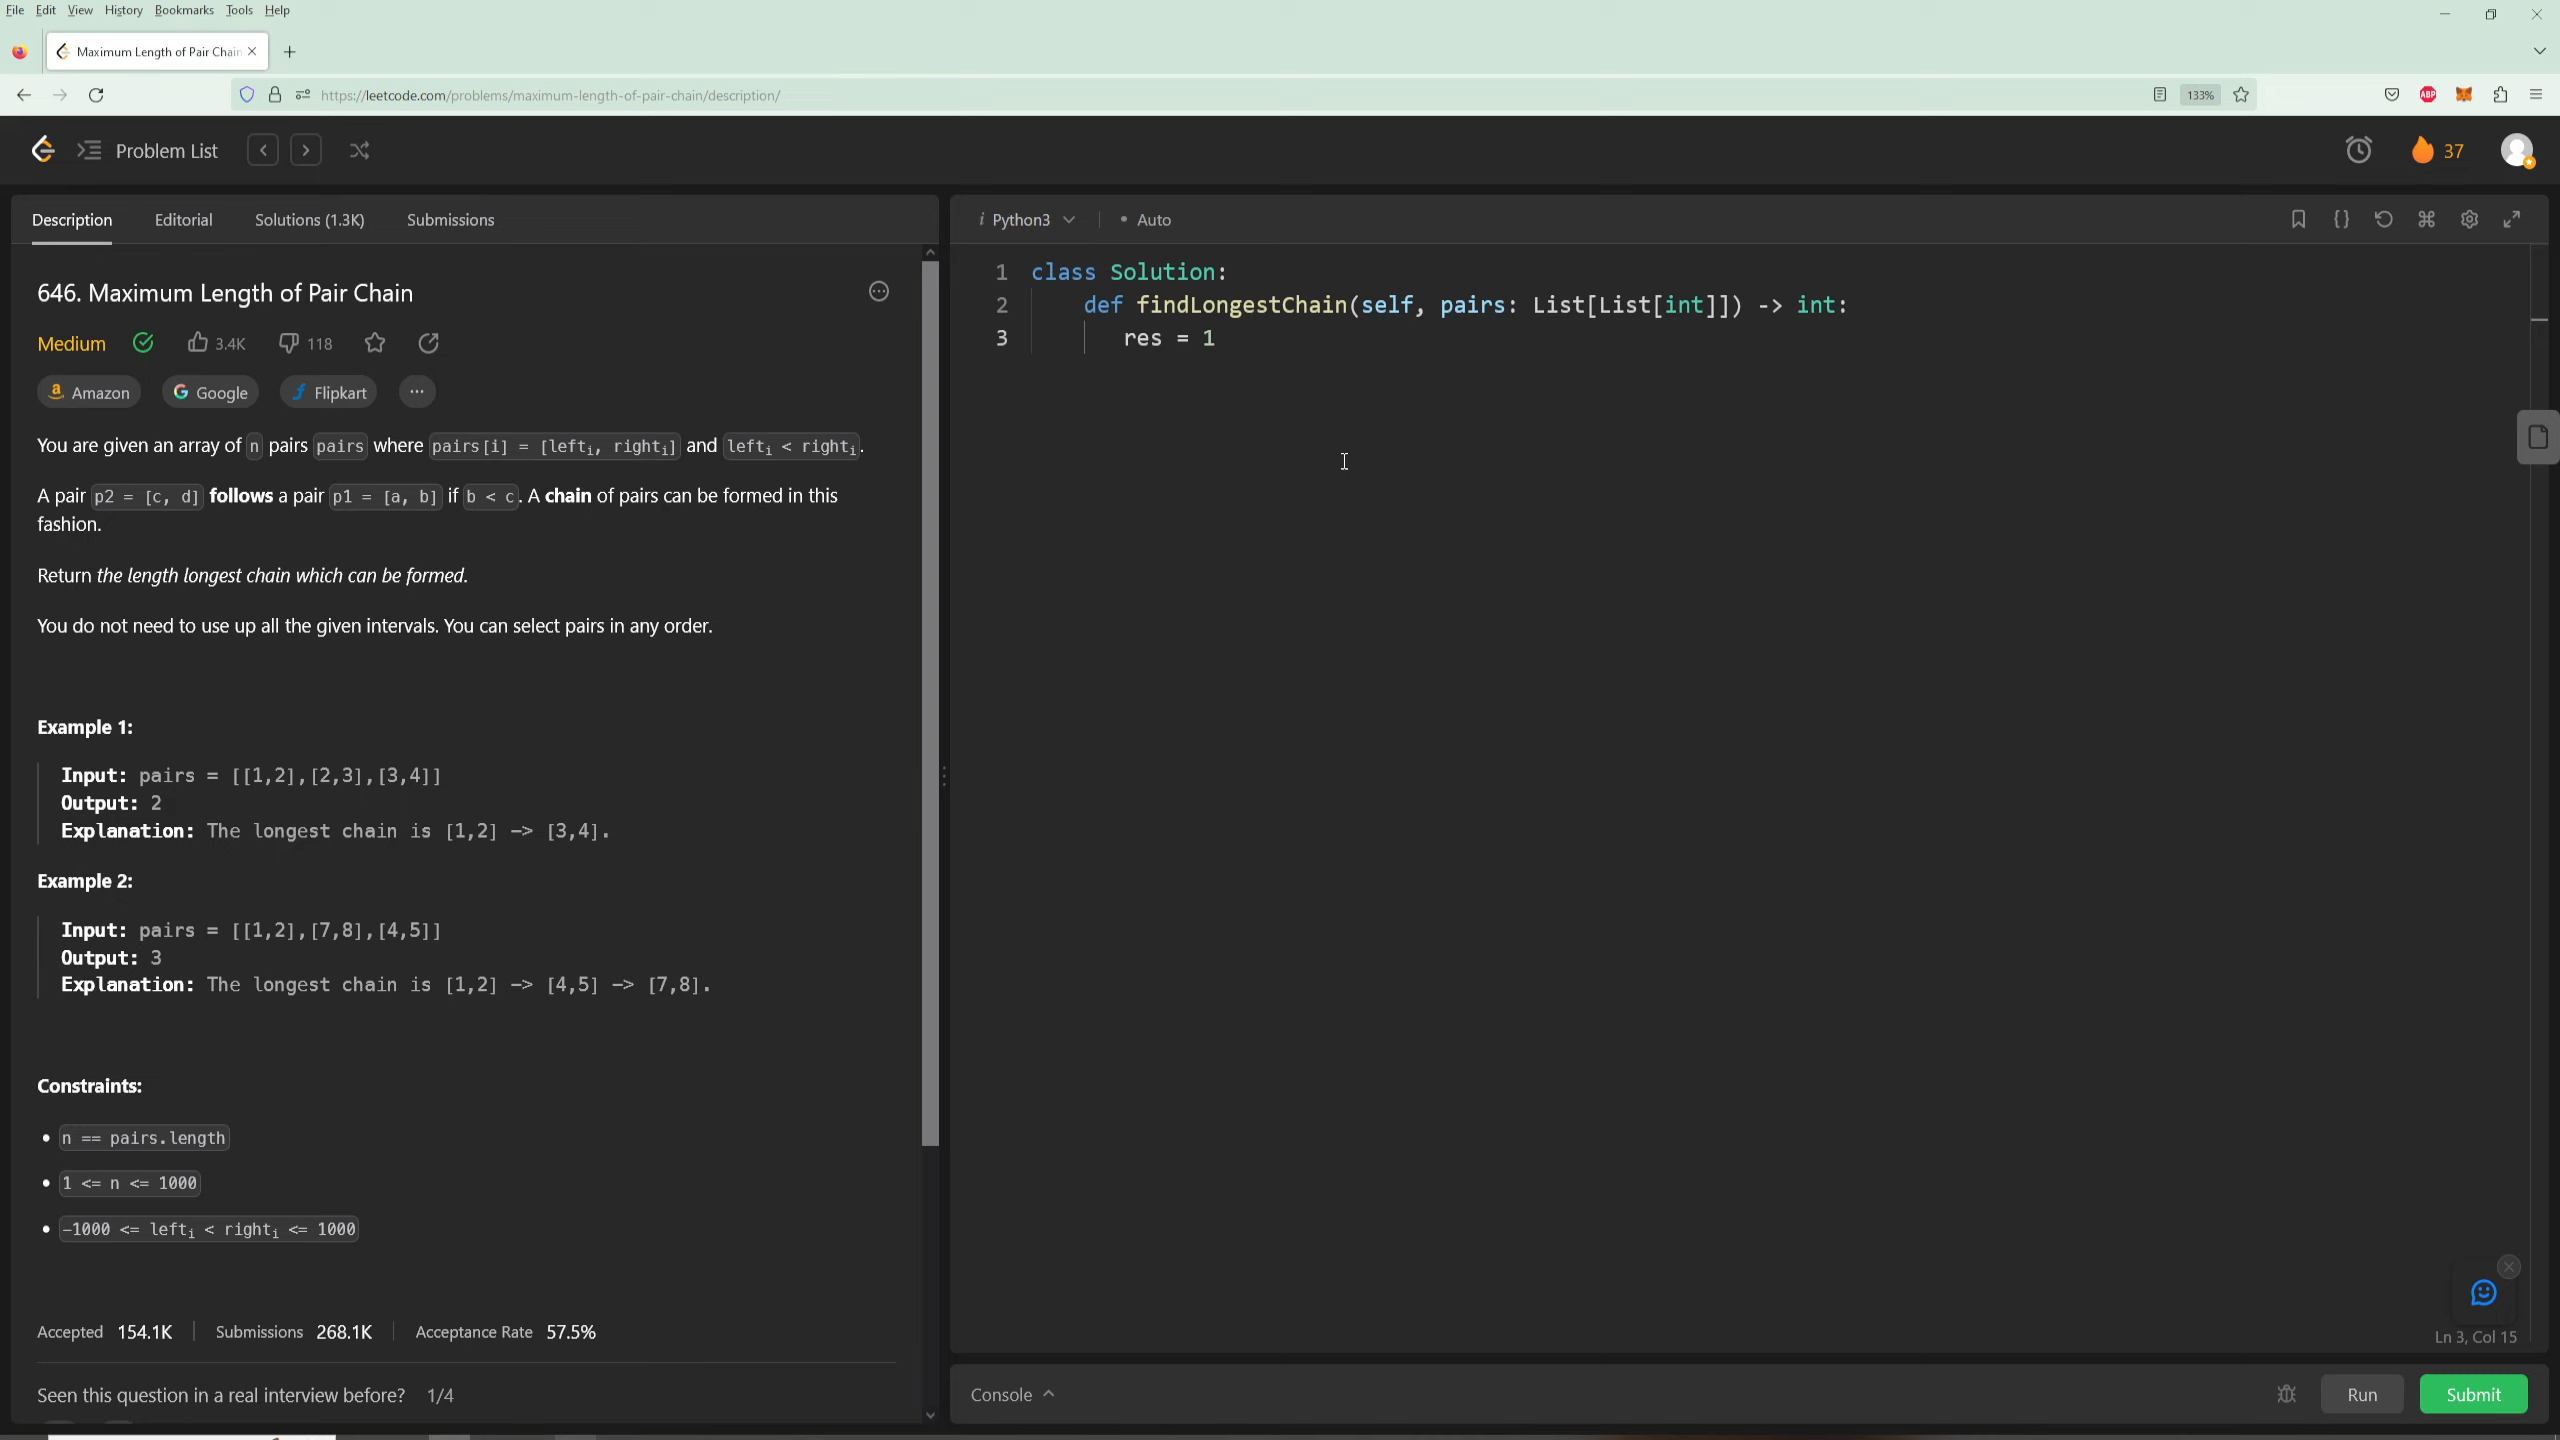 File Edit View History Bookmarks Tools Help
Maximum Length of Pair Chain
https://leetcode.com/problems/maximum-length-of-pair-chain/description/
133%
ABP
Problem List
37
Description Editorial Solutions (1.3K) Submissions
646. Maximum Length of Pair Chain
Medium 3.4K 118
Amazon Google Flipkart ...
You are given an array of n pairs pairs where pairs[i] = [lefti, righti] and lefti < righti.
A pair p2 = [c, d] follows a pair p1 = [a, b] if b < c. A chain of pairs can be formed in this
fashion.
Return the length longest chain which can be formed.
You do not need to use up all the given intervals. You can select pairs in any order.
Example 1:
Input: pairs = [[1,2],[2,3],[3,4]]
Output: 2
Explanation: The longest chain is [1,2] -> [3,4].
Example 2:
Input: pairs = [[1,2],[7,8],[4,5]]
Output: 3
Explanation: The longest chain is [1,2] -> [4,5] -> [7,8].
Constraints:
• n == pairs.length
• 1 <= n <= 1000
• -1000 <= lefti < righti <= 1000
Accepted 154.1K Submissions 268.1K Acceptance Rate 57.5%
Seen this question in a real interview before? 1/4
i Python3 • Auto
1 class Solution:
2 def findLongestChain(self, pairs: List[List[int]]) -> int:
3 res = 1
Ln 3, Col 15
Console Run Submit